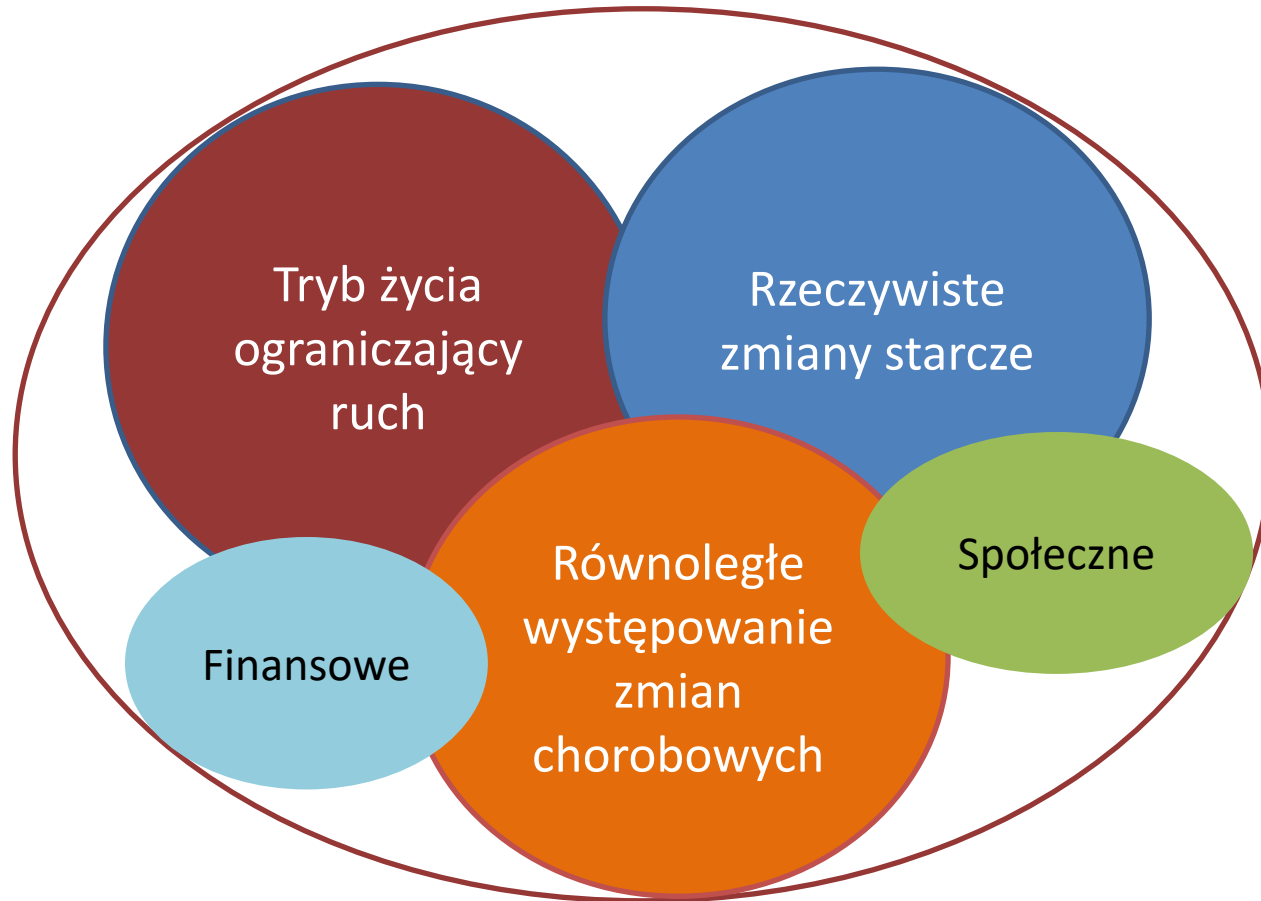 Tryb życia
ograniczający
ruch
Rzeczywiste
zmiany starcze
Społeczne
Równoległe
występowanie
zmian
chorobowych
Finansowe